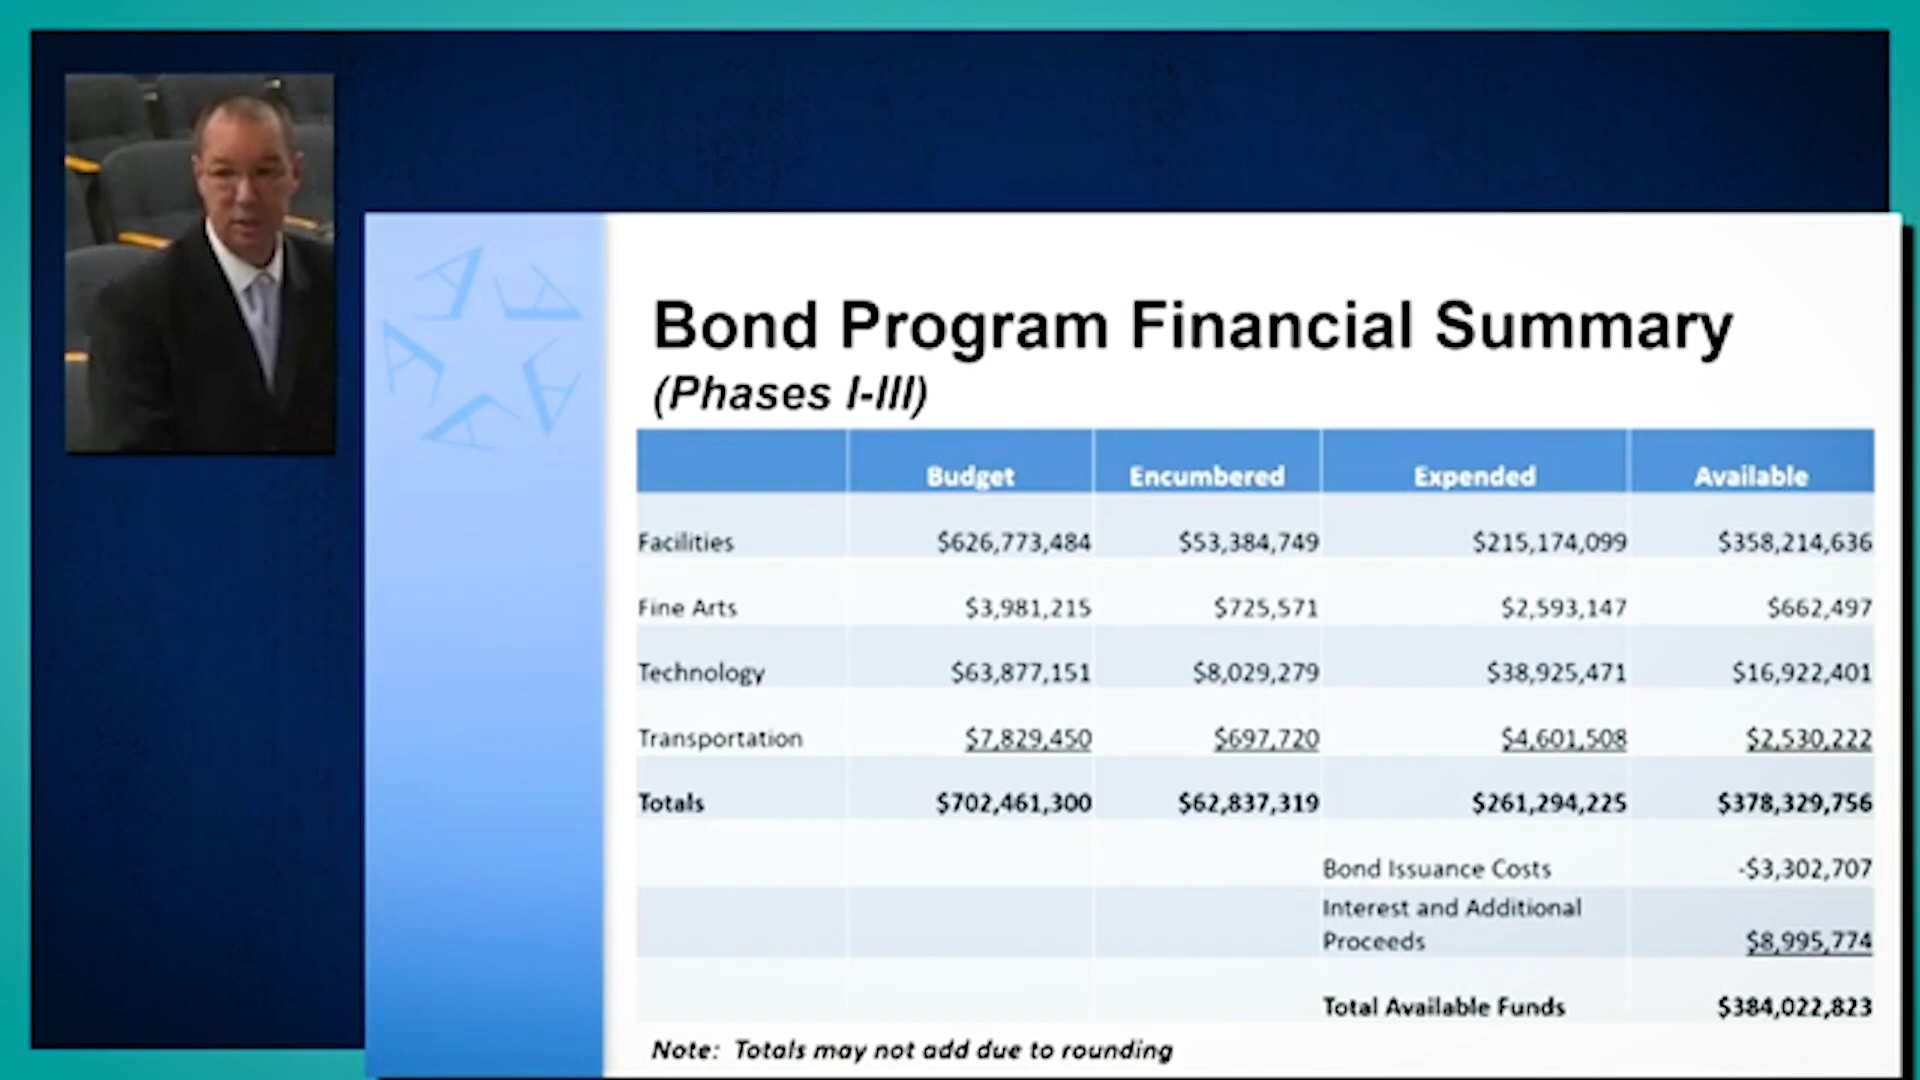 Bond Program Financial Summary
(Phases I-III)
Budget Encumbered Expended Available
Facilities $626,773,484 $53,384,749 $215,174,099 $358,214,636
Fine Arts $3,981,215 $725,571 $2,593,147 $662,497
Technology $63,877,151 $8,029,279 $38,925,471 $16,922,401
Transportation $7,829,450 $697,720 $4,601,508 $2,530,222
Totals $702,461,300 $62,837,319 $261,294,225 $378,329,756
Bond Issuance Costs -$3,302,707
Interest and Additional
Proceeds $8,995,774
Total Available Funds $384,022,823
Note: Totals may not add due to rounding